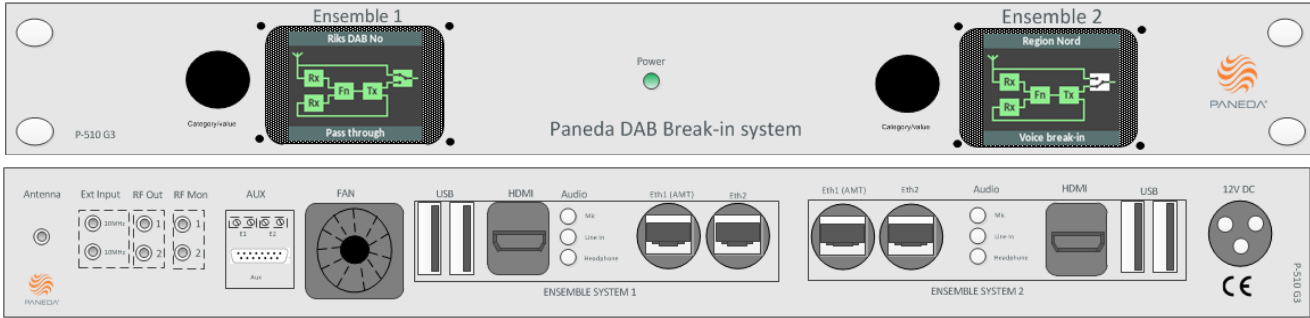 Ensemble 1
Ensemble 2
Riks DAB No
Region Nord
Power
Rx
Rx
Fn
Tx
Rx
Rx
Fn
Tx
PANEDA
Category/value
Category/value
P-510 G3
Pass through
Paneda DAB Break-in system
Voice break-in
Antenna
Ext Input
RF Out
RF Mon
AUX
FAN
USB
HDMI
Audio
Eth1 (AMT)
Eth2
Eth1 (AMT)
Eth2
Audio
HDMI
USB
12V DC
10MHz
1
1
E1
E2
Mic
Mic
10MHz
2
2
Line in
Line in
Aux
Headphone
Headphone
PANEDA
ENSEMBLE SYSTEM 1
ENSEMBLE SYSTEM 2
CE
P-510 G3